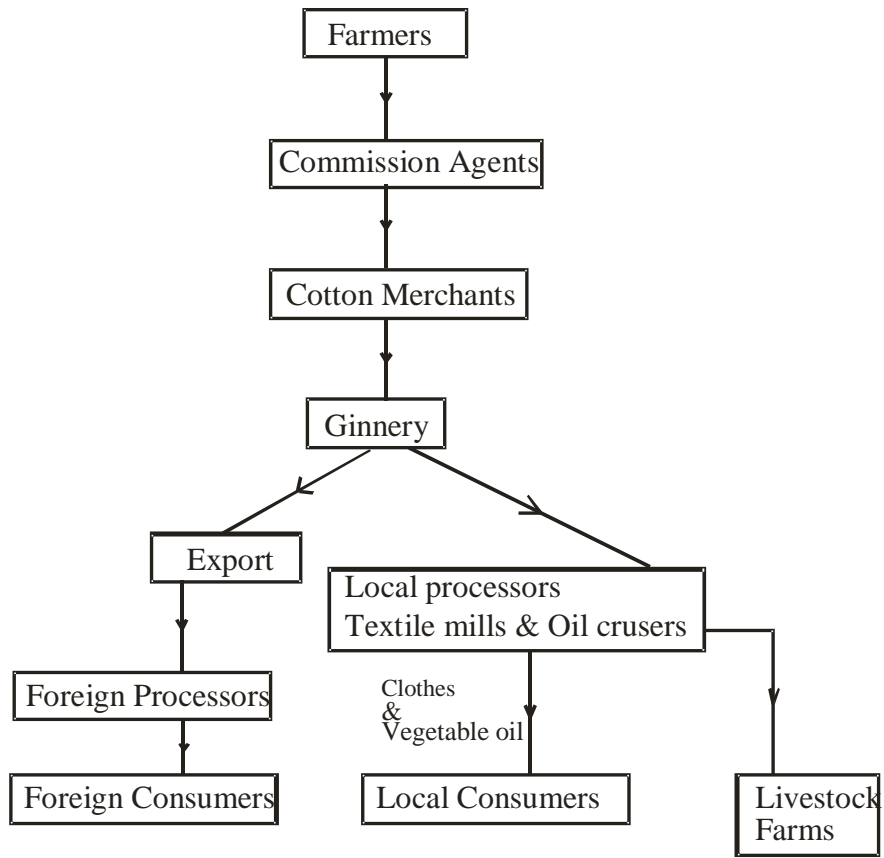 Farmers
Commission Agents
Cotton Merchants
Ginnery
Export
Local processors
Textile mills & Oil crusers
Foreign Processors
Clothes
&
Vegetable oil
Foreign Consumers
Local Consumers
Livestock
Farms